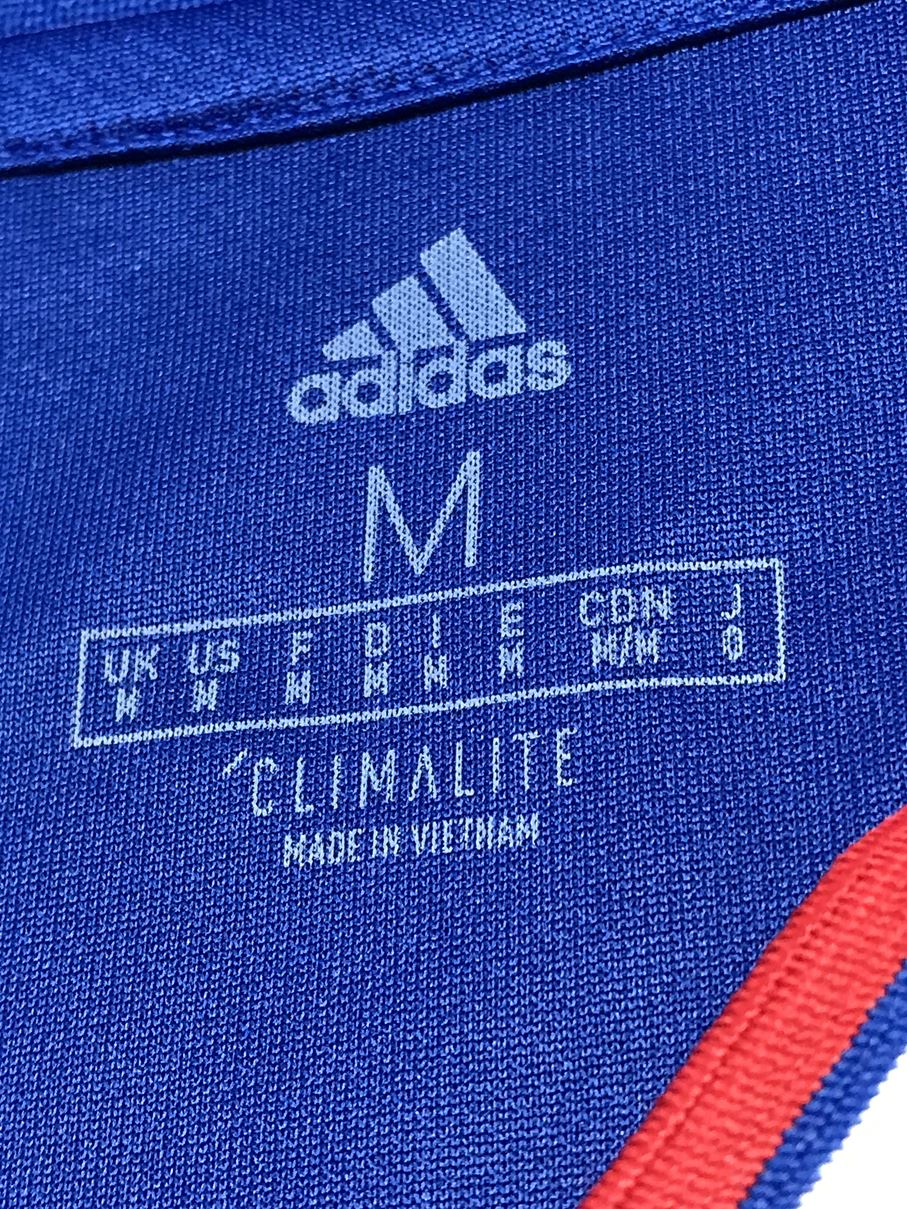 adidas
M
UK US F D I E CDN J
M M M M M M M/M O
CLIMALITE
MADE IN VIETNAM